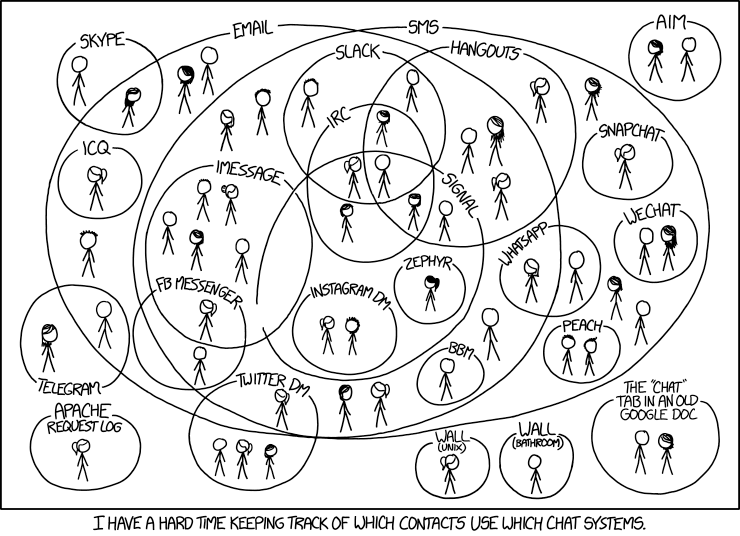 SKYPE
EMAIL
SMS
AIM
SLACK
HANGOUTS
IRC
SNAPCHAT
ICQ
IMESSAGE
SIGNAL
WECHAT
WHATSAPP
ZEPHYR
FB MESSENGER
INSTAGRAM DM
PEACH
BBM
TELEGRAM
TWITTER DM
THE "CHAT"
TAB IN AN OLD
GOOGLE DOC
APACHE
REQUEST LOG
WALL
(UNIX)
WALL
(BATHROOM)
I HAVE A HARD TIME KEEPING TRACK OF WHICH CONTACTS USE WHICH CHAT SYSTEMS.